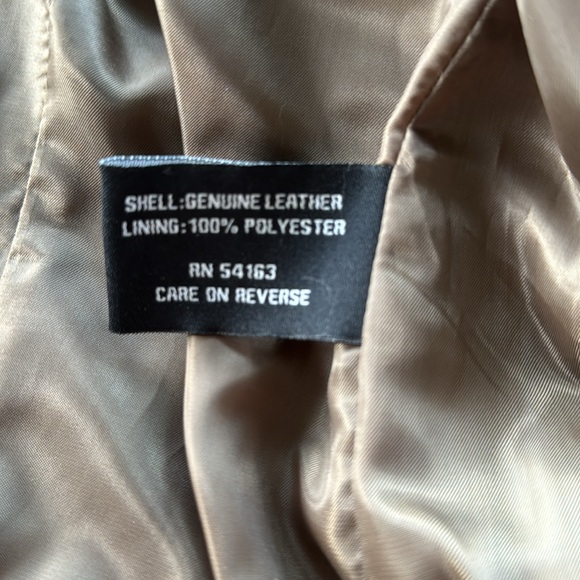 SHELL:GENUINE LEATHER
LINING:100% POLYESTER
RN 54163
CARE ON REVERSE